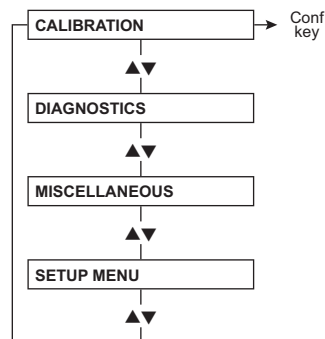 CALIBRATION
Conf
key
DIAGNOSTICS
MISCELLANEOUS
SETUP MENU